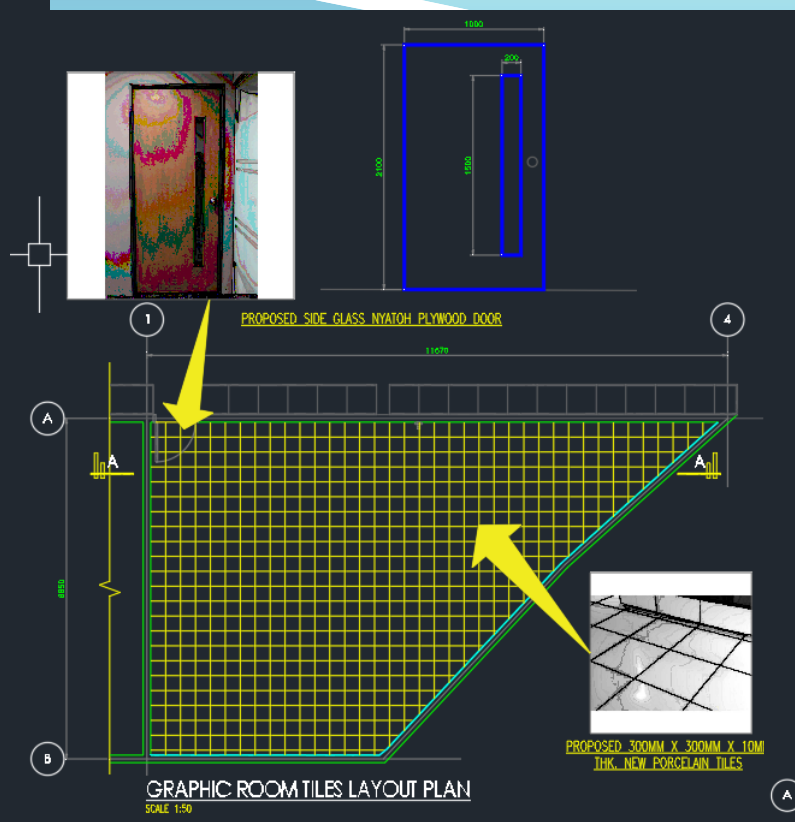 1000
200
2100
1500
PROPOSED SIDE GLASS NYATOH PLYWOOD DOOR
1
4
11670
A
A
A
8850
B
PROPOSED 300MM X 300MM X 10M
THK. NEW PORCELAIN TILES
GRAPHIC ROOM TILES LAYOUT PLAN
SCALE 1:50
A